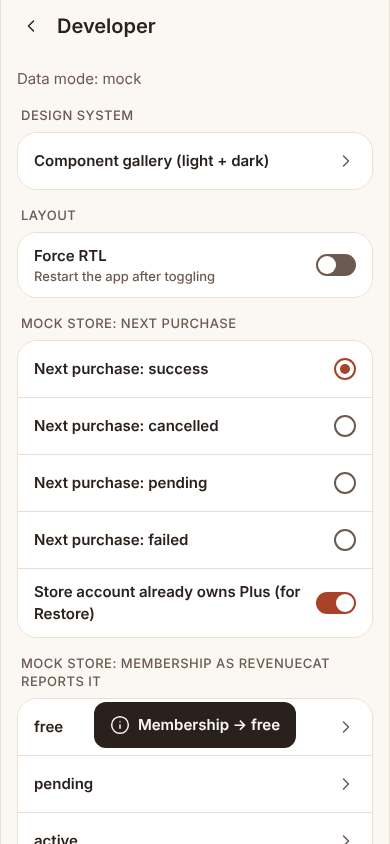 Developer
Data mode: mock
DESIGN SYSTEM
Component gallery (light + dark)
LAYOUT
Force RTL
Restart the app after toggling
MOCK STORE: NEXT PURCHASE
Next purchase: success
Next purchase: cancelled
Next purchase: pending
Next purchase: failed
Store account already owns Plus (for
Restore)
MOCK STORE: MEMBERSHIP AS REVENUECAT
REPORTS IT
free
Membership → free
pending
active